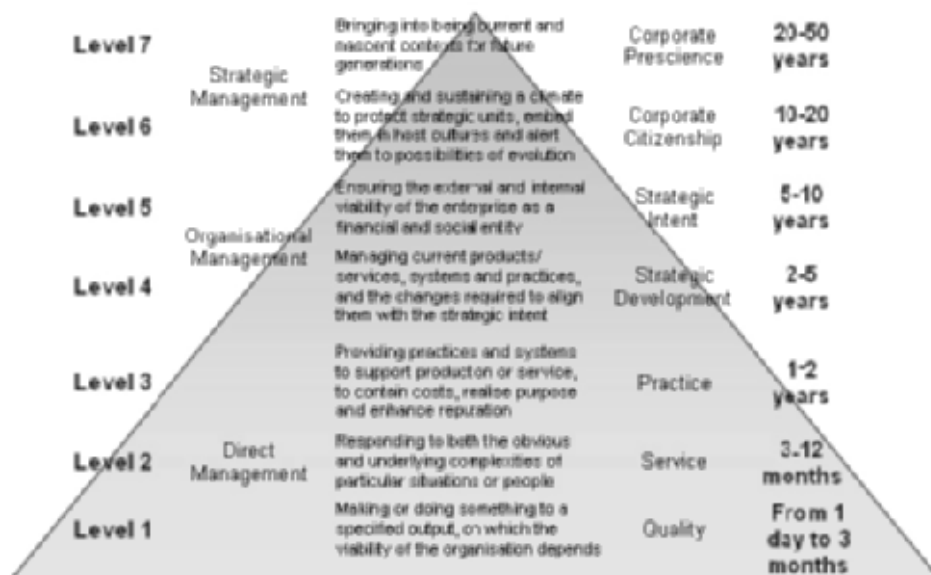 Level 7
Strategic
Management
Bringing into being current and
nascent contexts for future
generations
Corporate
Prescience
20-50
years
Level 6
Creating and sustaining a climate
to protect strategic units, embed
them in host cultures and alert
them to possibilities of evolution
Corporate
Citizenship
10-20
years
Level 5
Organisational
Management
Ensuring the external and internal
viability of the enterprise as a
financial and social entity
Strategic
Intent
5-10
years
Level 4
Managing current products/
services, systems and practices,
and the changes required to align
them with the strategic intent
Strategic
Development
2-5
years
Level 3
Providing practices and systems
to support production or service,
to contain costs, realise purpose
and enhance reputation
Practice
1-2
years
Level 2
Direct
Management
Responding to both the obvious
and underlying complexities of
particular situations or people
Service
3-12
months
Level 1
Making or doing something to a
specified output, on which the
viability of the organisation depends
Quality
From 1
day to 3
months